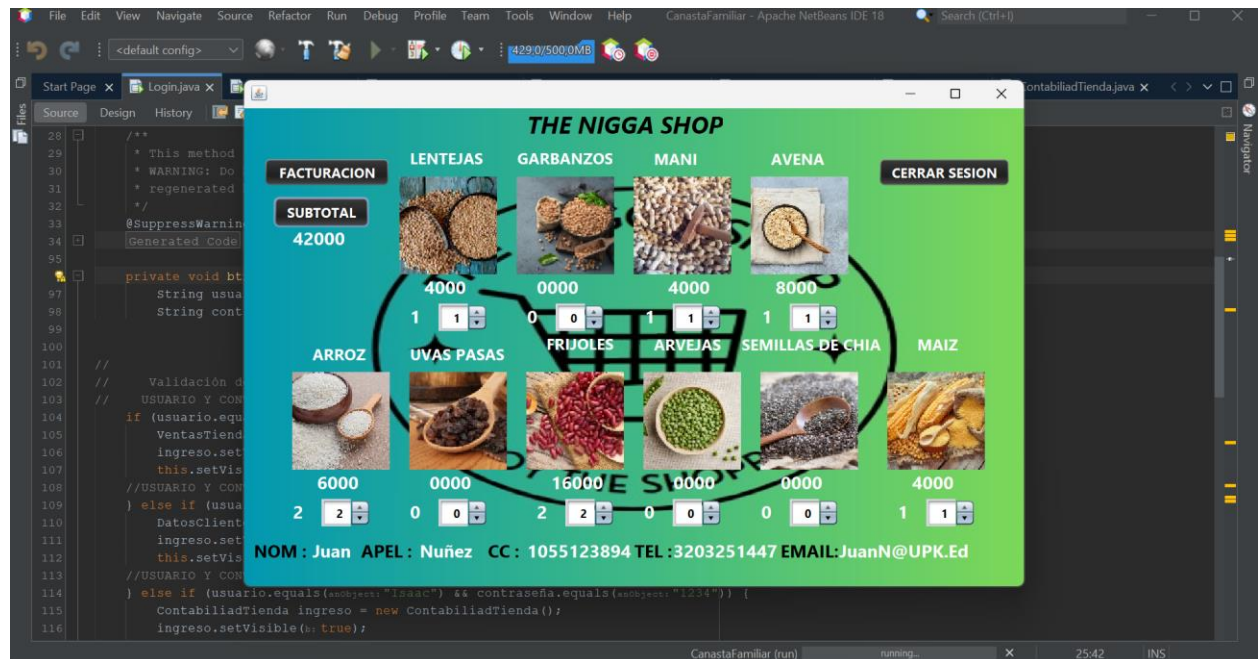 File Edit View Navigate Source Refactor Run Debug Profile Team Tools Window Help CanastaFamiliar - Apache NetBeans IDE 18 Search (Ctrl+I)
<default config> 429,0/500,0MB
Start Page Login.java ContabiliadTienda.java
Source Design History
Files
Navigator
THE NIGGA SHOP
FACTURACION
CERRAR SESION
LENTEJAS GARBANZOS MANI AVENA
SUBTOTAL
42000
4000 0000 4000 8000
1 1 0 0 1 1 1 1
ARROZ UVAS PASAS FRIJOLES ARVEJAS SEMILLAS DE CHIA MAIZ
6000 0000 16000 0000 0000 4000
2 2 0 0 2 2 0 0 0 0 1 1
NOM : Juan APEL : Nuñez CC : 1055123894 TEL :3203251447 EMAIL:JuanN@UPK.Ed
28 /**
29 * This method
30 * WARNING: Do
31 * regenerated
32 */
33 @SuppressWarnin
34 Generated Code
95
private void bt
97 String usua
98 String cont
99
100
101 //
102 // Validación d
103 // USUARIO Y CON
104 if (usuario.equa
105 VentasTiend
106 ingreso.set
107 this.setVis
108 //USUARIO Y CON
109 } else if (usua
110 DatosClient
111 ingreso.set
112 this.setVis
113 //USUARIO Y CON
114 } else if (usuario.equals(anObject: "Isaac") && contraseña.equals(anObject: "1234")) {
115 ContabiliadTienda ingreso = new ContabiliadTienda();
116 ingreso.setVisible(b: true);
CanastaFamiliar (run) running... 25:42 INS